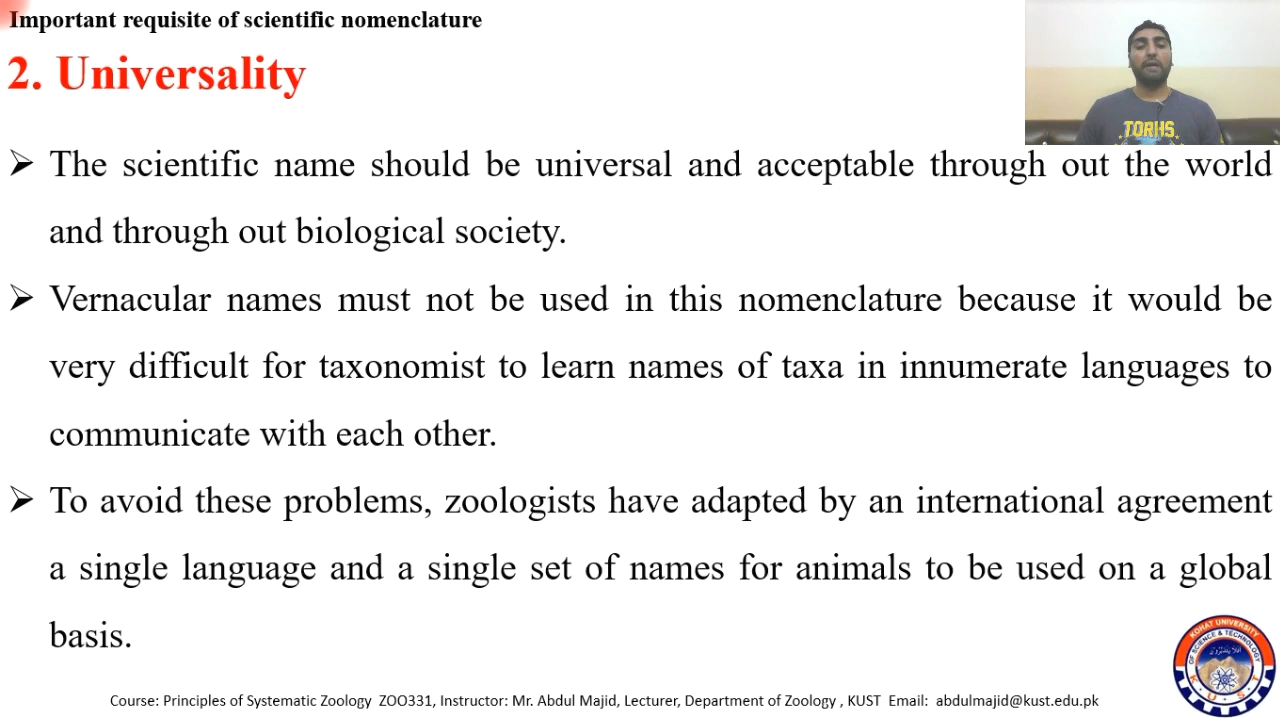 Important requisite of scientific nomenclature
2. Universality
TORHS
➢ The scientific name should be universal and acceptable through out the world
and through out biological society.
➢ Vernacular names must not be used in this nomenclature because it would be
very difficult for taxonomist to learn names of taxa in innumerate languages to
communicate with each other.
➢ To avoid these problems, zoologists have adapted by an international agreement
a single language and a single set of names for animals to be used on a global
basis.
KOHAT UNIVERSITY
OF SCIENCE & TECHNOLOGY
K U S T
Course: Principles of Systematic Zoology ZOO331, Instructor: Mr. Abdul Majid, Lecturer, Department of Zoology , KUST Email: abdulmajid@kust.edu.pk